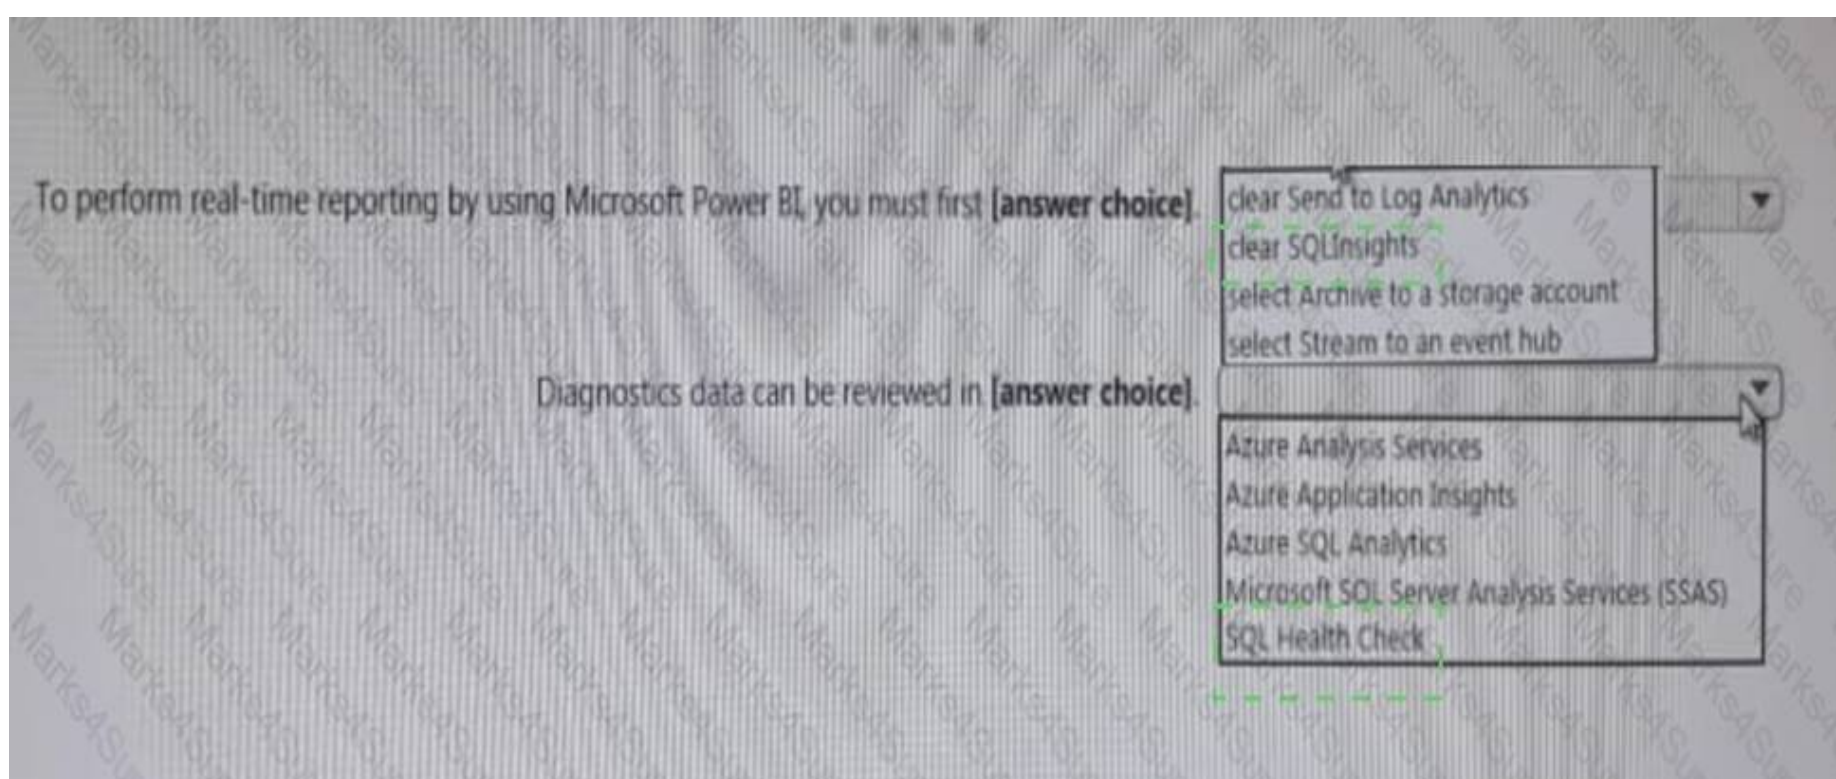 To perform real-time reporting by using Microsoft Power BI, you must first [answer choice].
clear Send to Log Analytics
clear SQLInsights
select Archive to a storage account
select Stream to an event hub
Diagnostics data can be reviewed in [answer choice].
Azure Analysis Services
Azure Application Insights
Azure SQL Analytics
Microsoft SQL Server Analysis Services (SSAS)
SQL Health Check
Marks4Sure